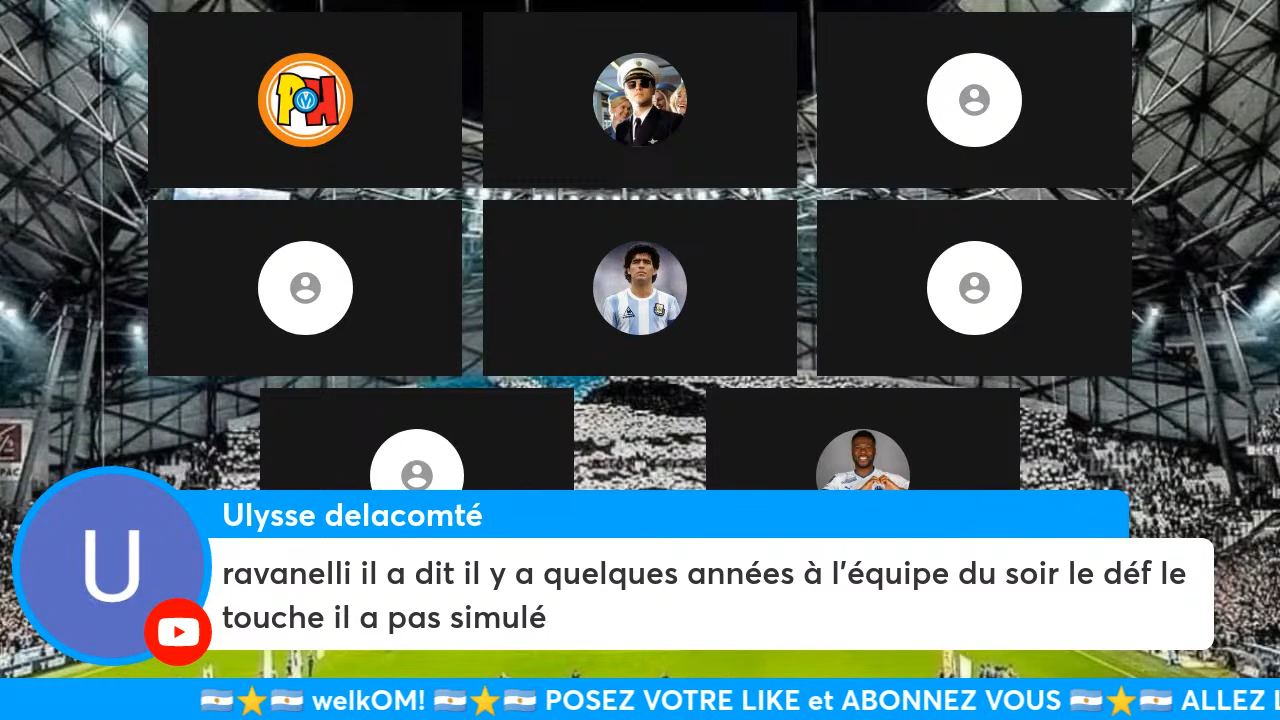 PH
U
Ulysse delacomté
ravanelli il a dit il y a quelques années à l'équipe du soir le déf le
touche il a pas simulé
🇦🇷⭐🇦🇷 welkOM! 🇦🇷⭐🇦🇷 POSEZ VOTRE LIKE et ABONNEZ VOUS 🇦🇷⭐🇦🇷 ALLEZ L